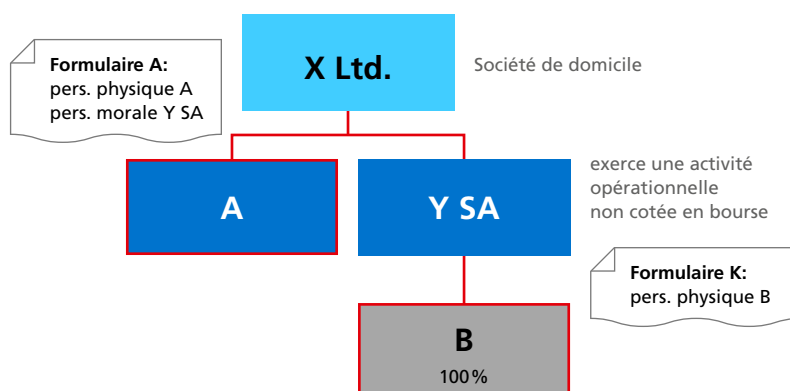 Formulaire A:
pers. physique A
pers. morale Y SA
X Ltd.
Société de domicile
A
Y SA
exerce une activité
opérationnelle
non cotée en bourse
Formulaire K:
pers. physique B
B
100 %